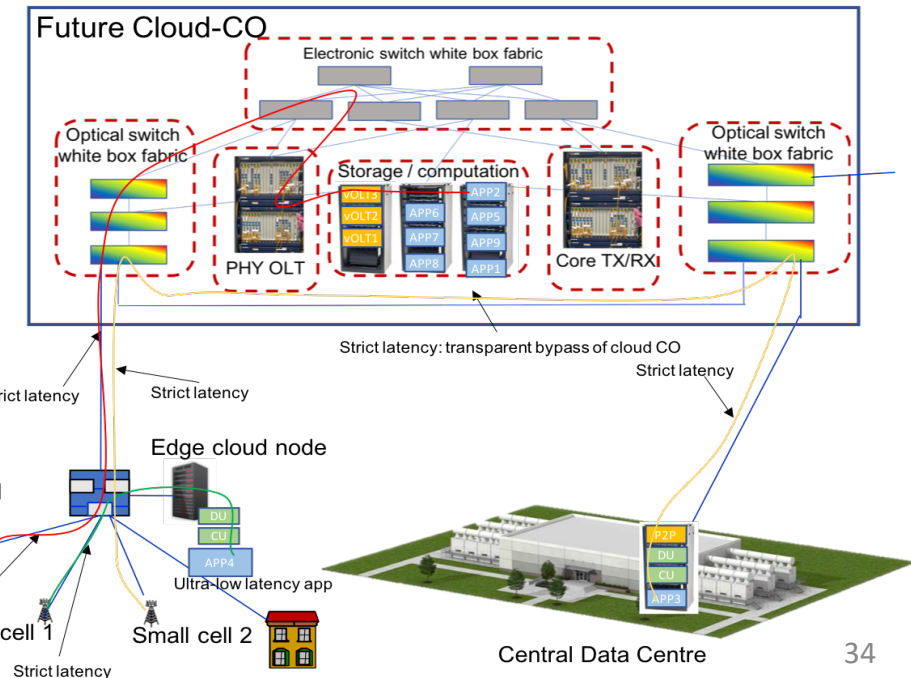 Future Cloud-CO
Electronic switch white box fabric
Optical switch
white box fabric
Optical switch
white box fabric
Storage / computation
vOLT3
vOLT2
vOLT1
APP6
APP7
APP8
APP2
APP5
APP9
APP1
PHY OLT
Core TX/RX
Strict latency: transparent bypass of cloud CO
Strict latency
rict latency
Strict latency
Edge cloud node
DU
CU
APP4
Ultra-low latency app
P2P
DU
CU
APP3
cell 1
Small cell 2
Strict latency
Central Data Centre
34